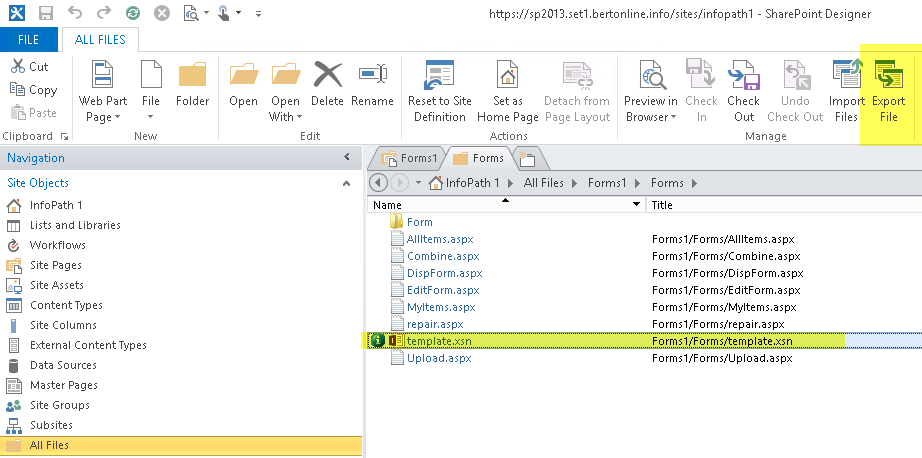 https://sp2013.set1.bertonline.info/sites/infopath1 - SharePoint Designer
FILE ALL FILES
Cut
Copy
Paste
Clipboard
Web Part Page
File
Folder
New
Open
Open With
Delete
Rename
Edit
Reset to Site Definition
Set as Home Page
Detach from Page Layout
Actions
Preview in Browser
Check In
Check Out
Undo Check Out
Import Files
Export File
Manage
Navigation
Site Objects
InfoPath 1
Lists and Libraries
Workflows
Site Pages
Site Assets
Content Types
Site Columns
External Content Types
Data Sources
Master Pages
Site Groups
Subsites
All Files
Forms1 Forms
InfoPath 1 All Files Forms1 Forms
Name Title
Form
AllItems.aspx Forms1/Forms/AllItems.aspx
Combine.aspx Forms1/Forms/Combine.aspx
DispForm.aspx Forms1/Forms/DispForm.aspx
EditForm.aspx Forms1/Forms/EditForm.aspx
MyItems.aspx Forms1/Forms/MyItems.aspx
repair.aspx Forms1/Forms/repair.aspx
template.xsn Forms1/Forms/template.xsn
Upload.aspx Forms1/Forms/Upload.aspx